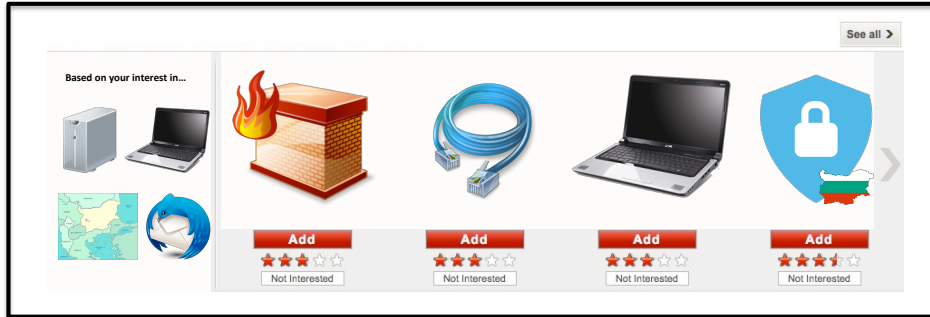 See all
Based on your interest in...
Add
Add
Add
Add
Not Interested
Not Interested
Not Interested
Not Interested